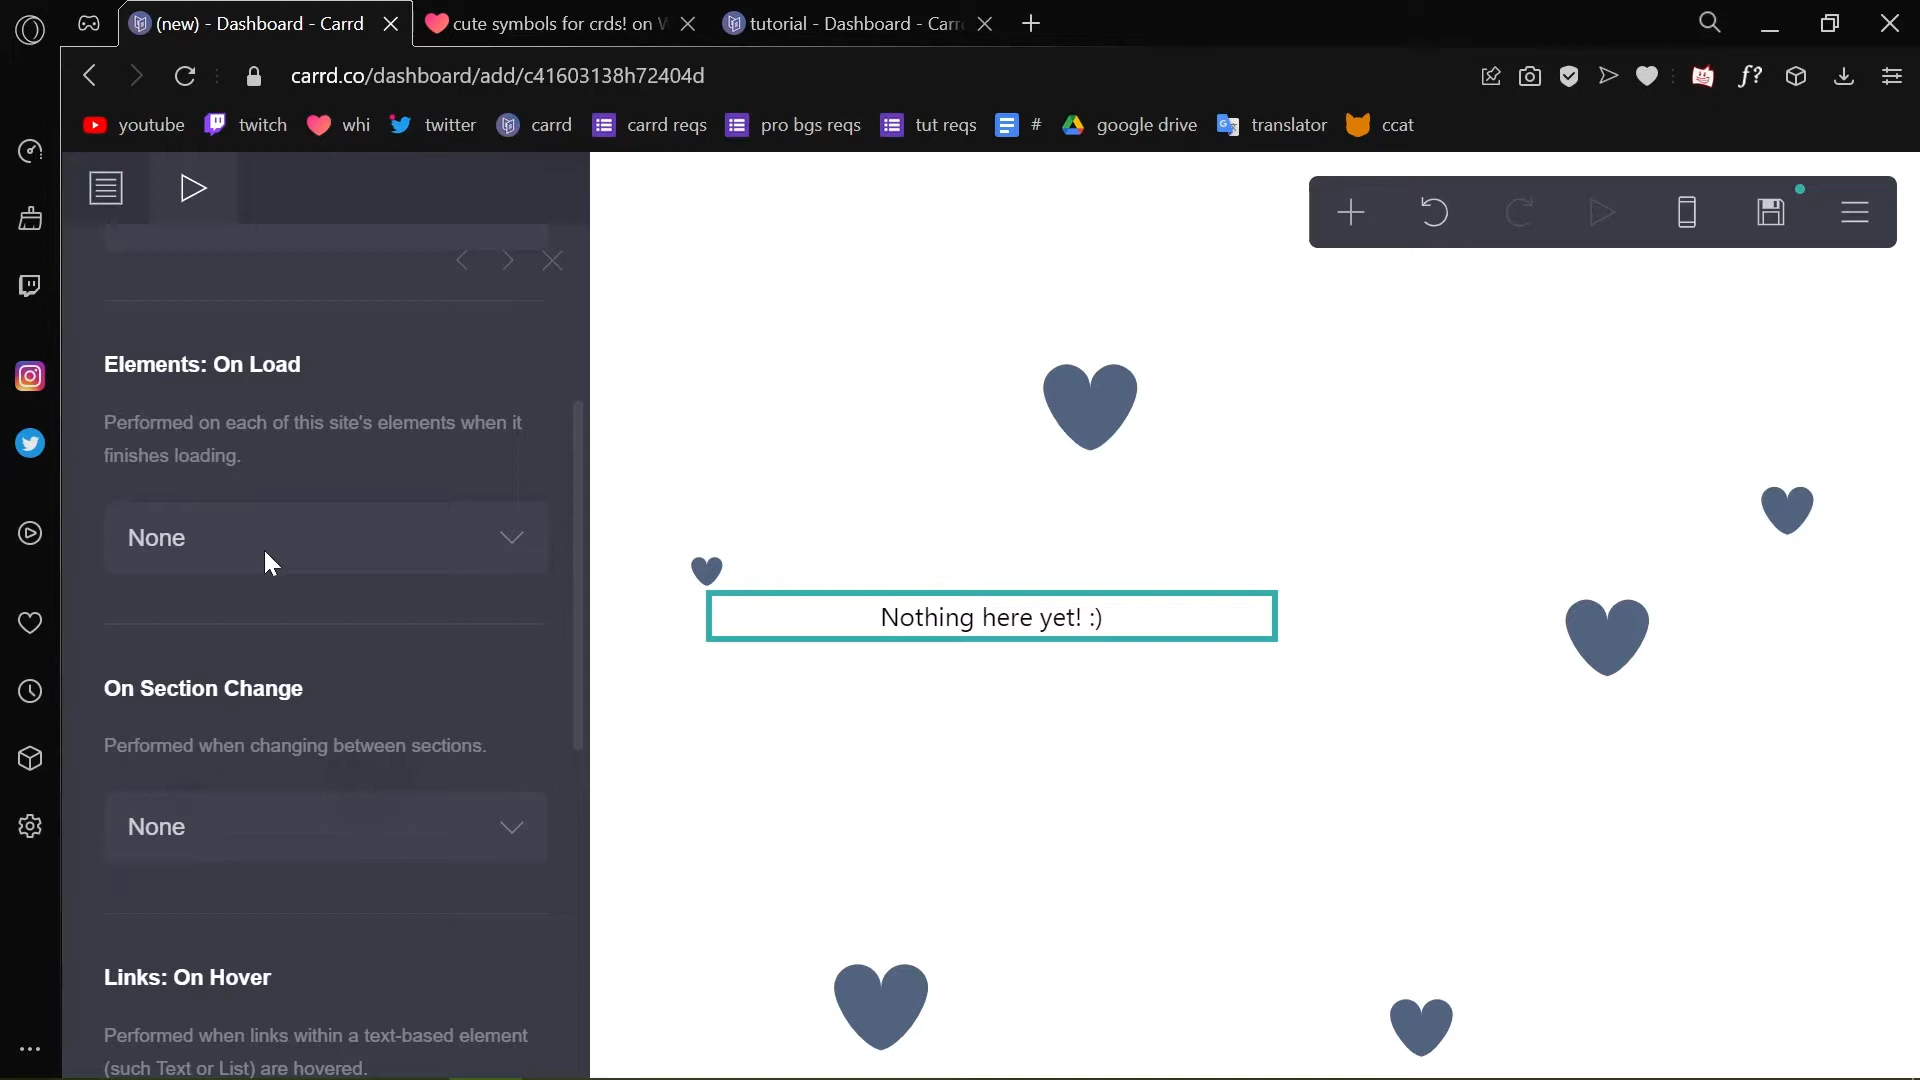 (new) - Dashboard - Carrd
cute symbols for crds! on W
tutorial - Dashboard - Carr
carrd.co/dashboard/add/c41603138h72404d
f?
youtube
twitch
whi
twitter
carrd
carrd reqs
pro bgs reqs
tut reqs
#
google drive
translator
ccat
Elements: On Load
Performed on each of this site's elements when it
finishes loading.
None
On Section Change
Performed when changing between sections.
None
Links: On Hover
Performed when links within a text-based element
(such Text or List) are hovered.
Nothing here yet! :)